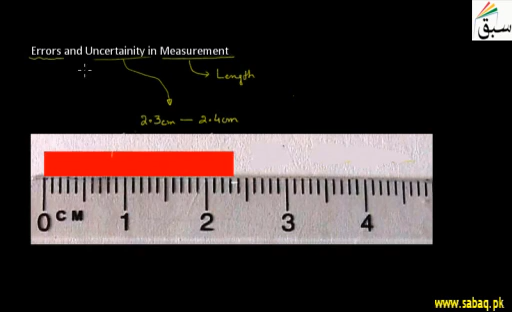 سبق
Errors and Uncertainity in Measurement
Length
2.3cm — 2.4cm
0 CM 1 2 3 4
www.sabaq.pk